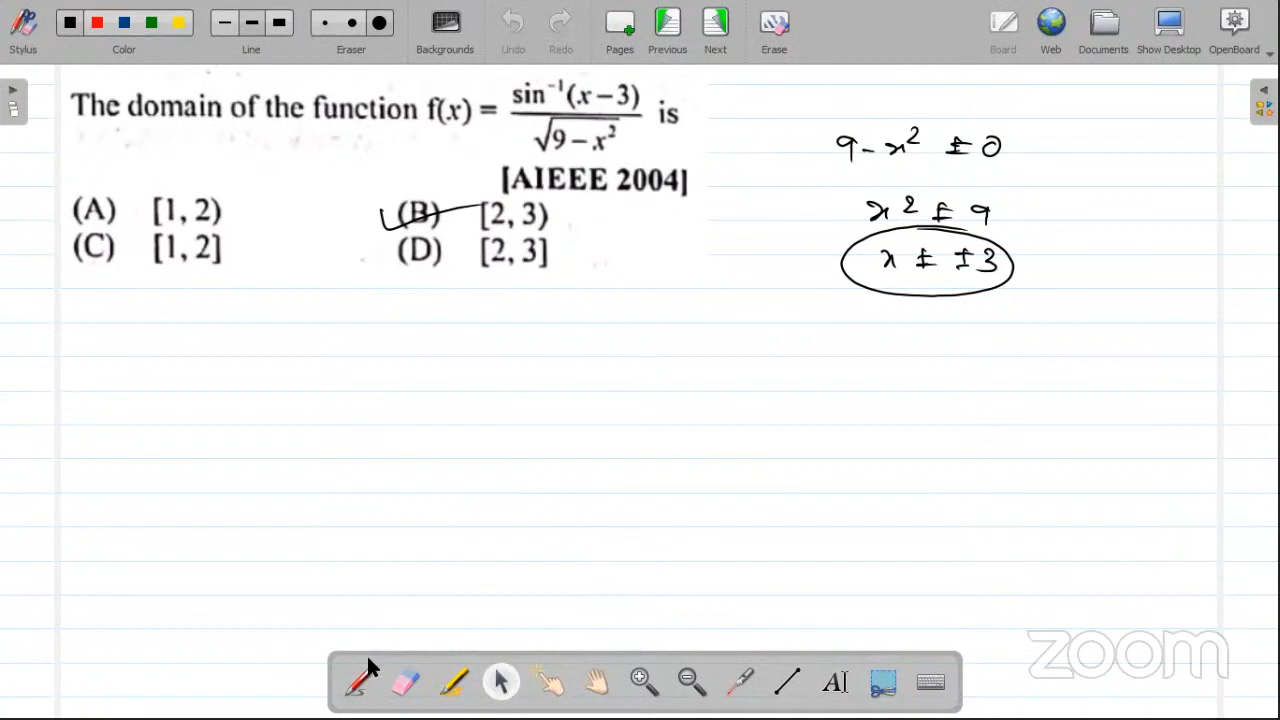 Stylus Color Line Eraser Backgrounds Undo Redo Pages Previous Next Erase Board Web Documents Show Desktop OpenBoard
The domain of the function f(x) = sin⁻¹(x−3)/√9−x² is
[AIEEE 2004]
(A) [1, 2) (B) [2, 3)
(C) [1, 2] (D) [2, 3]
9 − x² ≠ 0
x² ≠ 9
x ≠ ±3
zoom